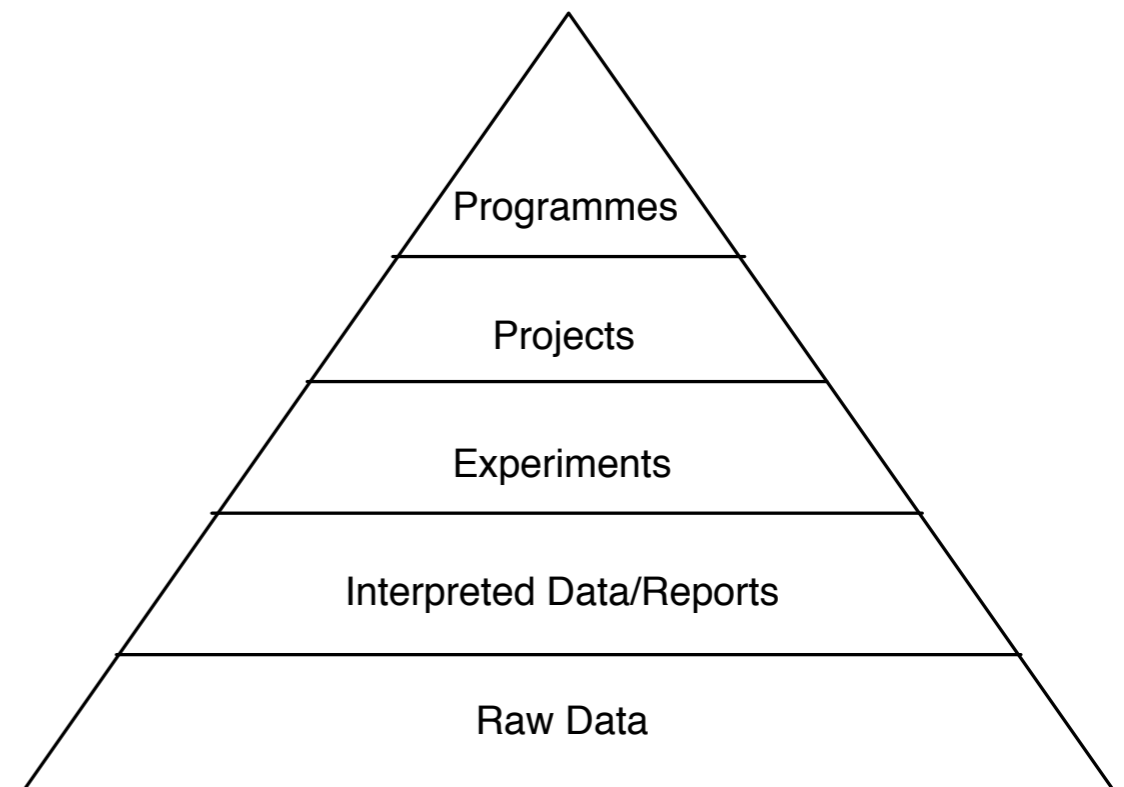 Programmes
Projects
Experiments
Interpreted Data/Reports
Raw Data